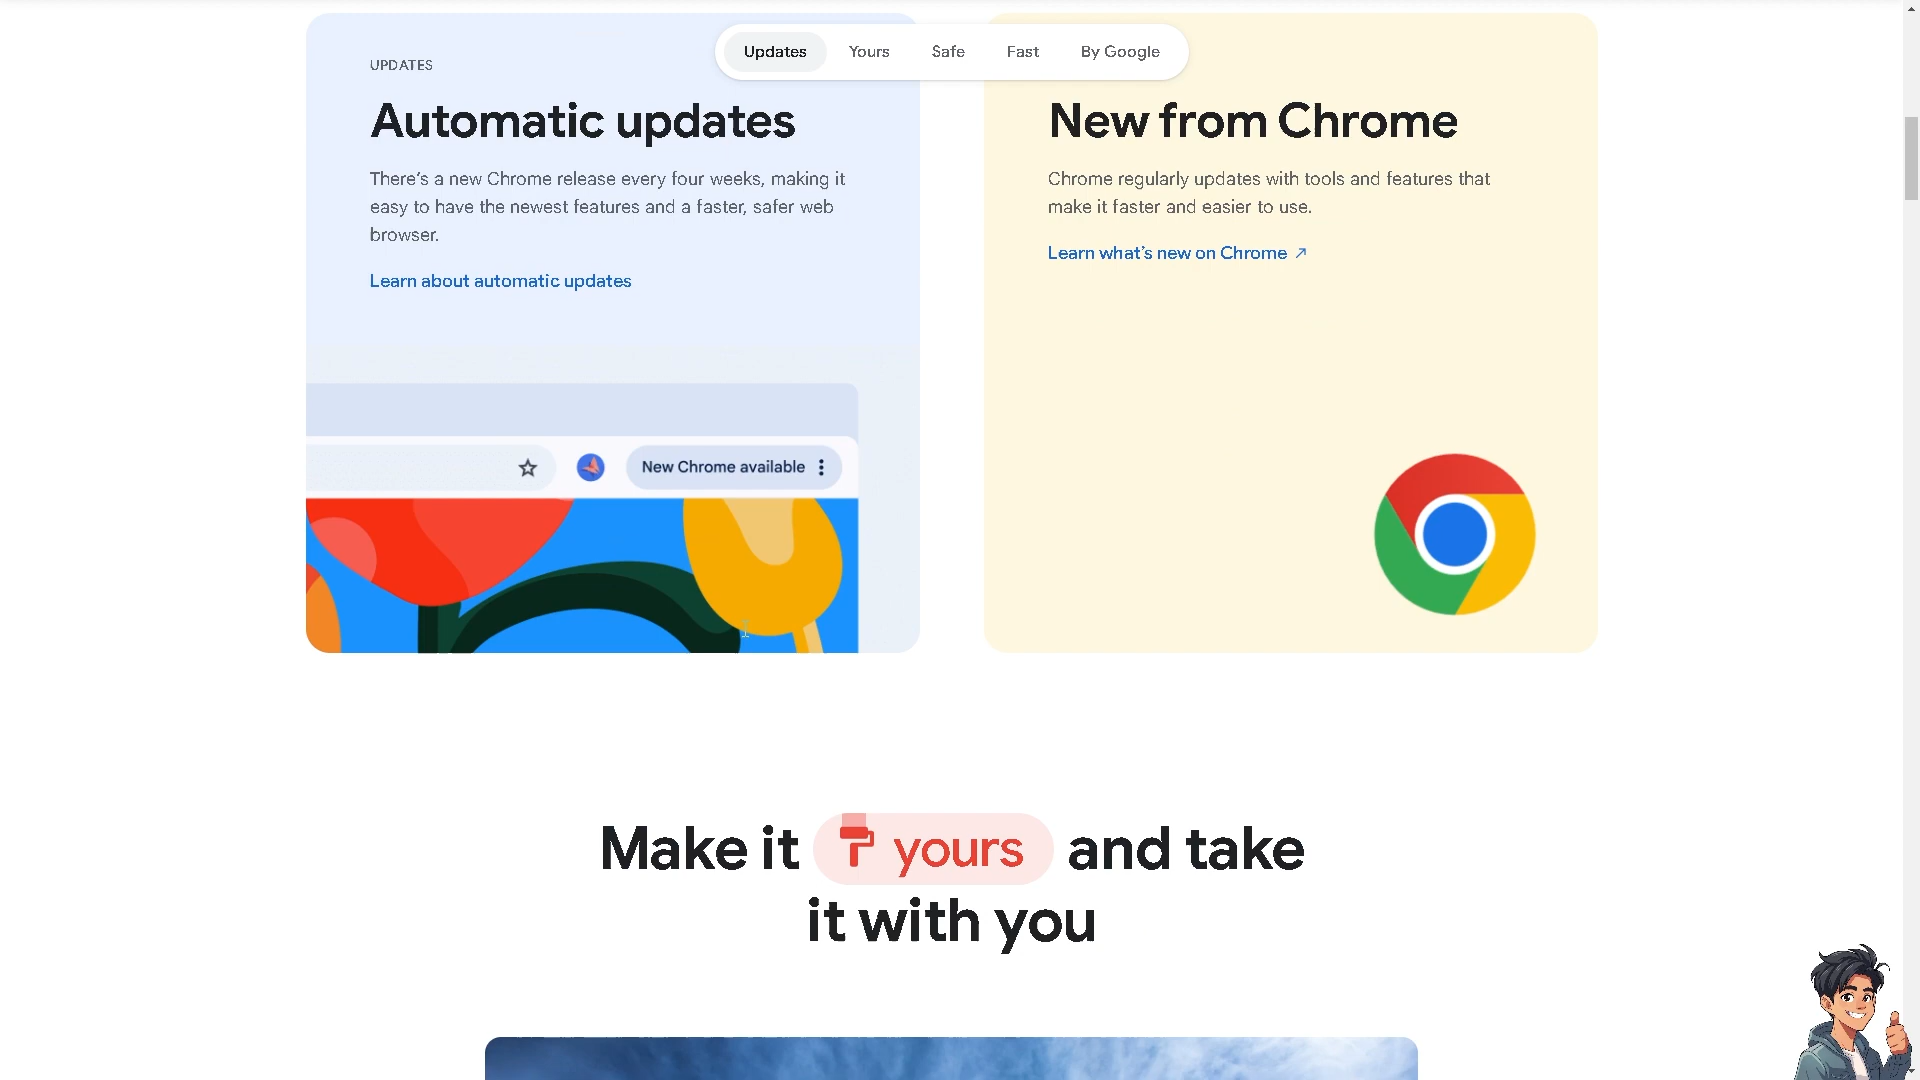 Updates Yours Safe Fast By Google
UPDATES
Automatic updates
There’s a new Chrome release every four weeks, making it
easy to have the newest features and a faster, safer web
browser.
Learn about automatic updates
New Chrome available
New from Chrome
Chrome regularly updates with tools and features that
make it faster and easier to use.
Learn what’s new on Chrome
Make it yours and take
it with you